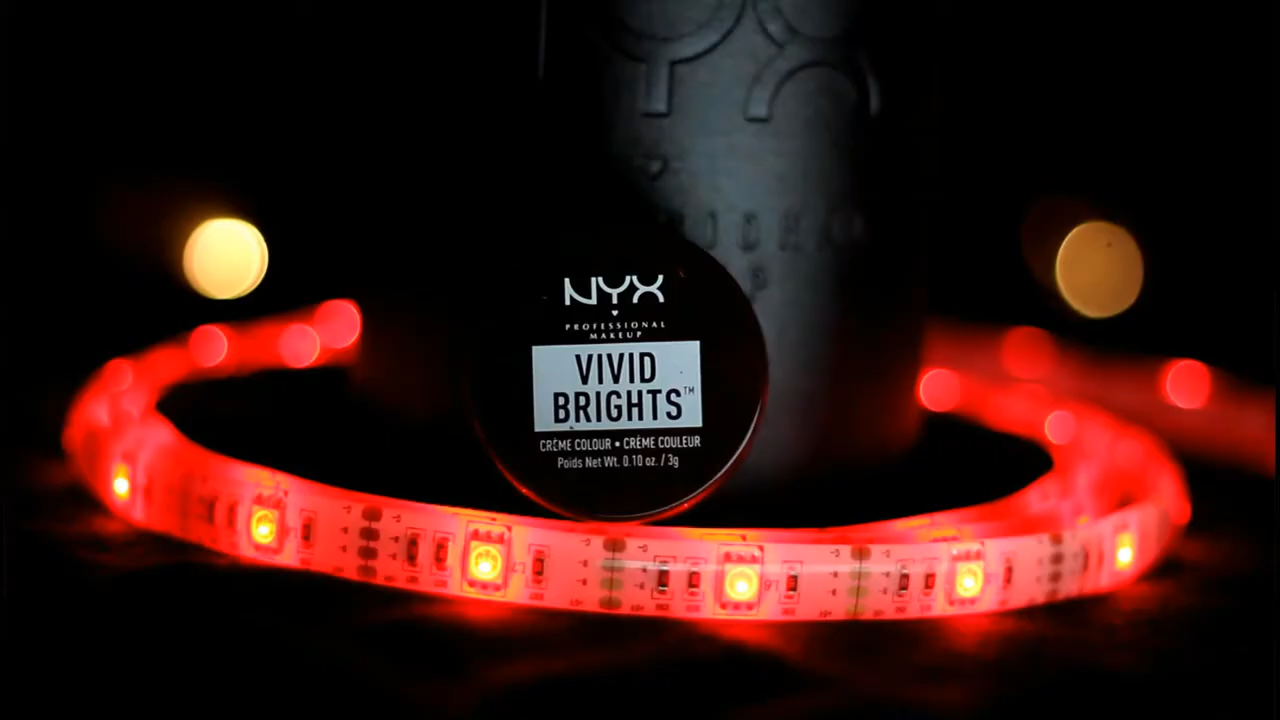 NYX
PROFESSIONAL
MAKEUP
VIVID
BRIGHTS™
CRÈME COLOUR • CRÈME COULEUR
Poids Net Wt. 0.10 oz. / 3g